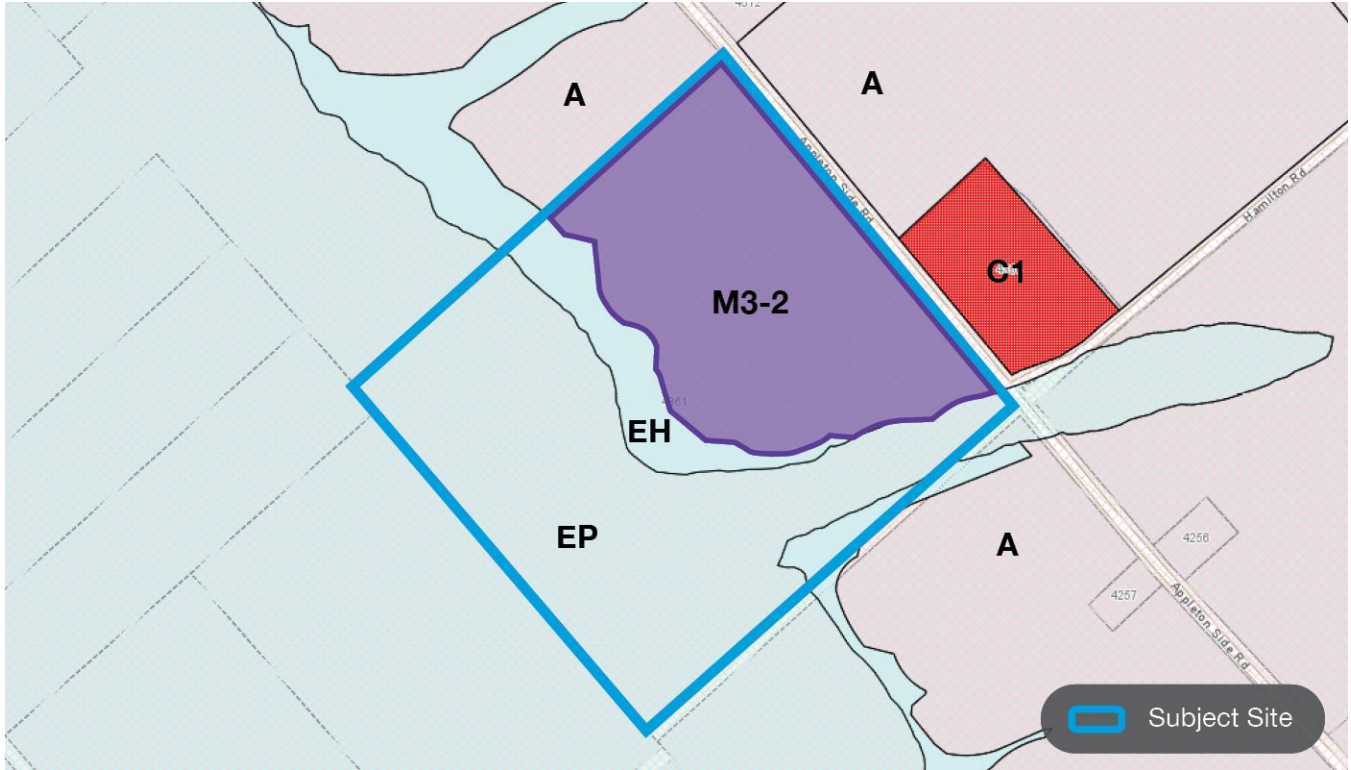 A
A
Appleton Side Rd
Hamilton Rd
C1
M3-2
EH
EP
A
4256
4257
Appleton Side Rd
Subject Site